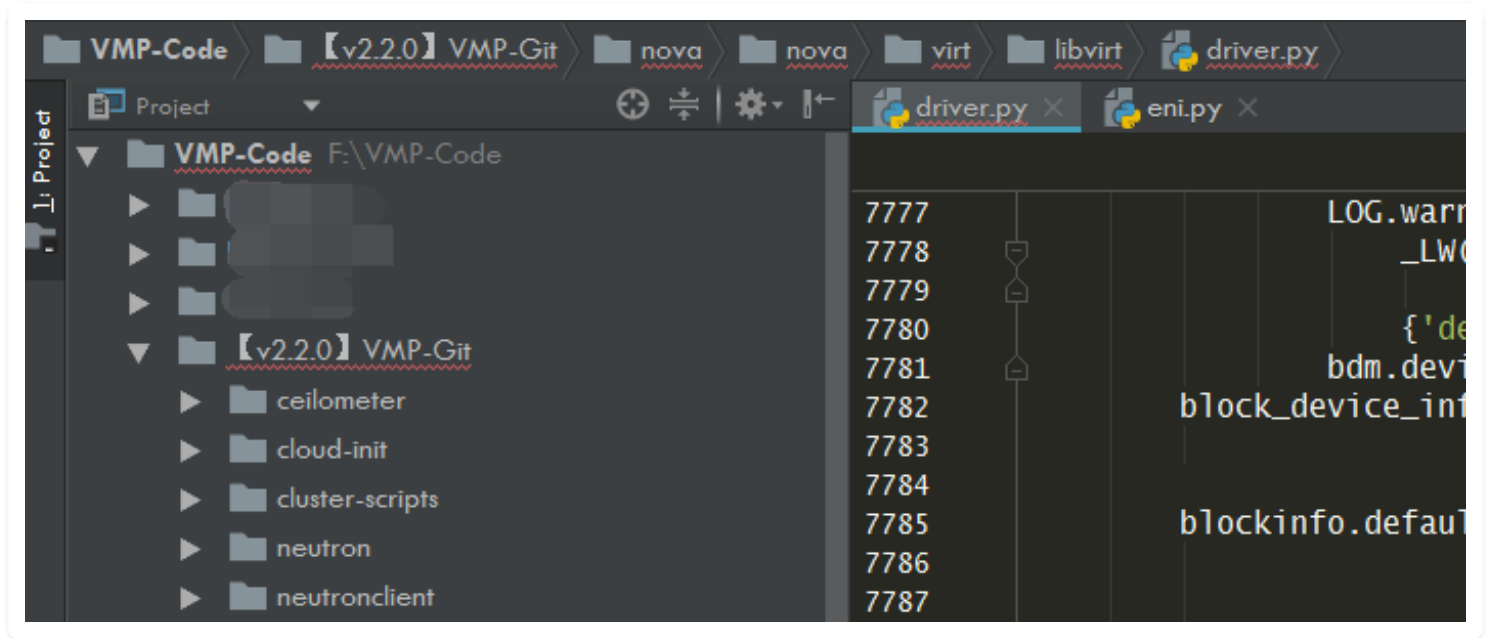 VMP-Code 【v2.2.0】VMP-Git nova nova virt libvirt driver.py
Project
driver.py eni.py
1: Project
VMP-Code F:\VMP-Code
【v2.2.0】VMP-Git
ceilometer
cloud-init
cluster-scripts
neutron
neutronclient
7777 LOG.warn
7778 _LW(
7779
7780 {'de
7781 bdm.devi
7782 block_device_inf
7783
7784
7785 blockinfo.defaul
7786
7787